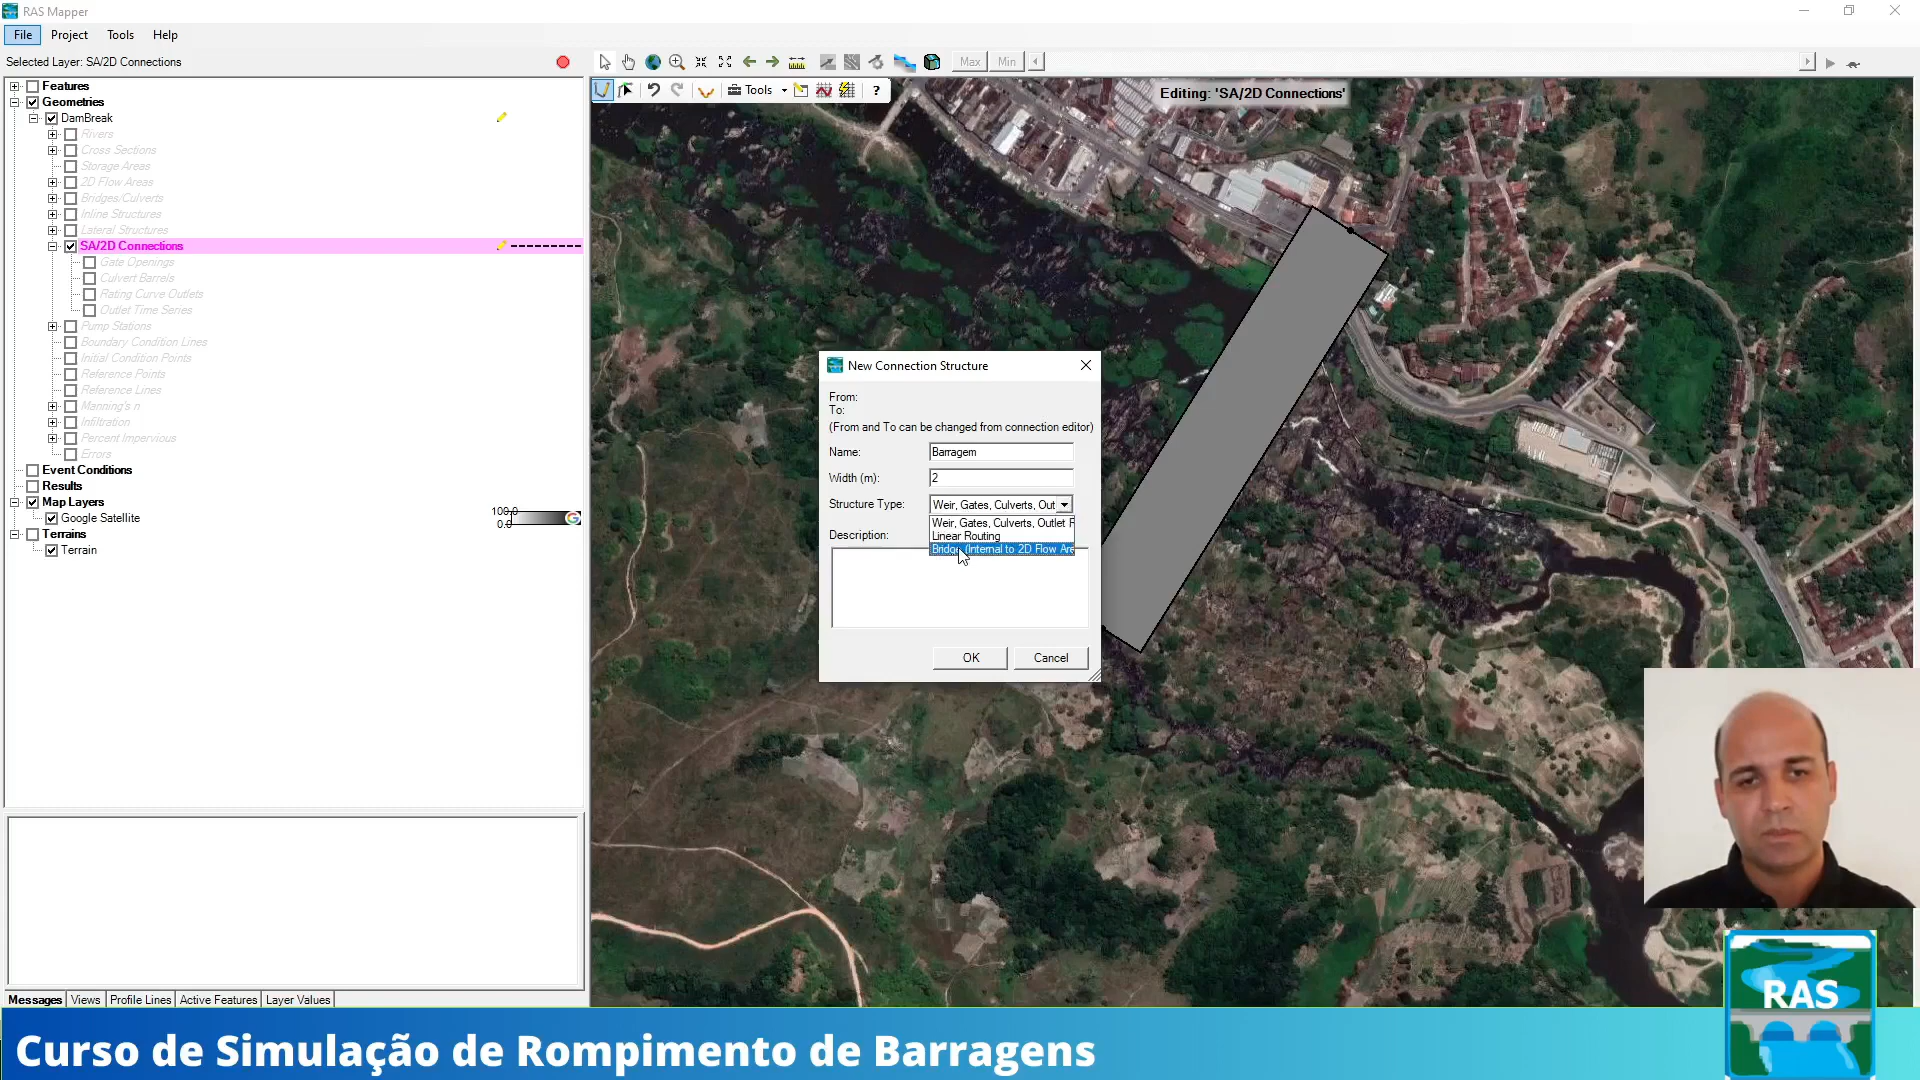 RAS Mapper
File Project Tools Help
Selected Layer: SA/2D Connections
Max Min
Features
Geometries
DamBreak
Rivers
Cross Sections
Storage Areas
2D Flow Areas
Bridges/Culverts
Inline Structures
Lateral Structures
SA/2D Connections
Gate Openings
Culvert Barrels
Rating Curve Outlets
Outlet Time Series
Pump Stations
Boundary Condition Lines
Initial Condition Points
Reference Points
Reference Lines
Manning's n
Infiltration
Percent Impervious
Errors
Event Conditions
Results
Map Layers
Google Satellite
100.0
0.0
G
Terrains
Terrain
Messages Views Profile Lines Active Features Layer Values
Tools ?
Editing: 'SA/2D Connections'
New Connection Structure
From:
To:
(From and To can be changed from connection editor)
Name: Barragem
Width (m): 2
Structure Type: Weir, Gates, Culverts, Out
Weir, Gates, Culverts, Outlet R
Linear Routing
Bridge (Internal to 2D Flow Are
Description:
OK Cancel
RAS
Curso de Simulação de Rompimento de Barragens